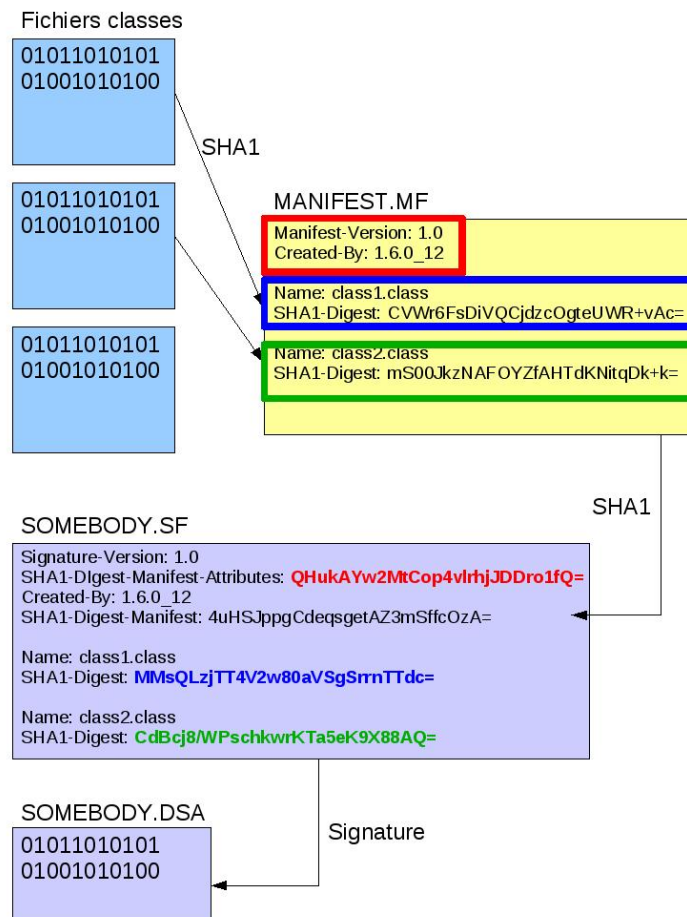 Fichiers classes
01011010101
01001010100
SHA1
01011010101
01001010100
MANIFEST.MF
Manifest-Version: 1.0
Created-By: 1.6.0_12
Name: class1.class
SHA1-Digest: CVWr6FsDiVQCjdzcOgteUWR+vAc=
01011010101
01001010100
Name: class2.class
SHA1-Digest: mS00JkzNAFOYZfAHTdKNitqDk+k=
SHA1
SOMEBODY.SF
Signature-Version: 1.0
SHA1-DIgest-Manifest-Attributes: QHukAYw2MtCop4vlrhjJDDro1fQ=
Created-By: 1.6.0_12
SHA1-Digest-Manifest: 4uHSJppgCdeqsgetAZ3mSffcOzA=
Name: class1.class
SHA1-Digest: MMsQLzjTT4V2w80aVSgSrrnTTdc=
Name: class2.class
SHA1-Digest: CdBcj8/WPschkwrKTa5eK9X88AQ=
SOMEBODY.DSA
Signature
01011010101
01001010100